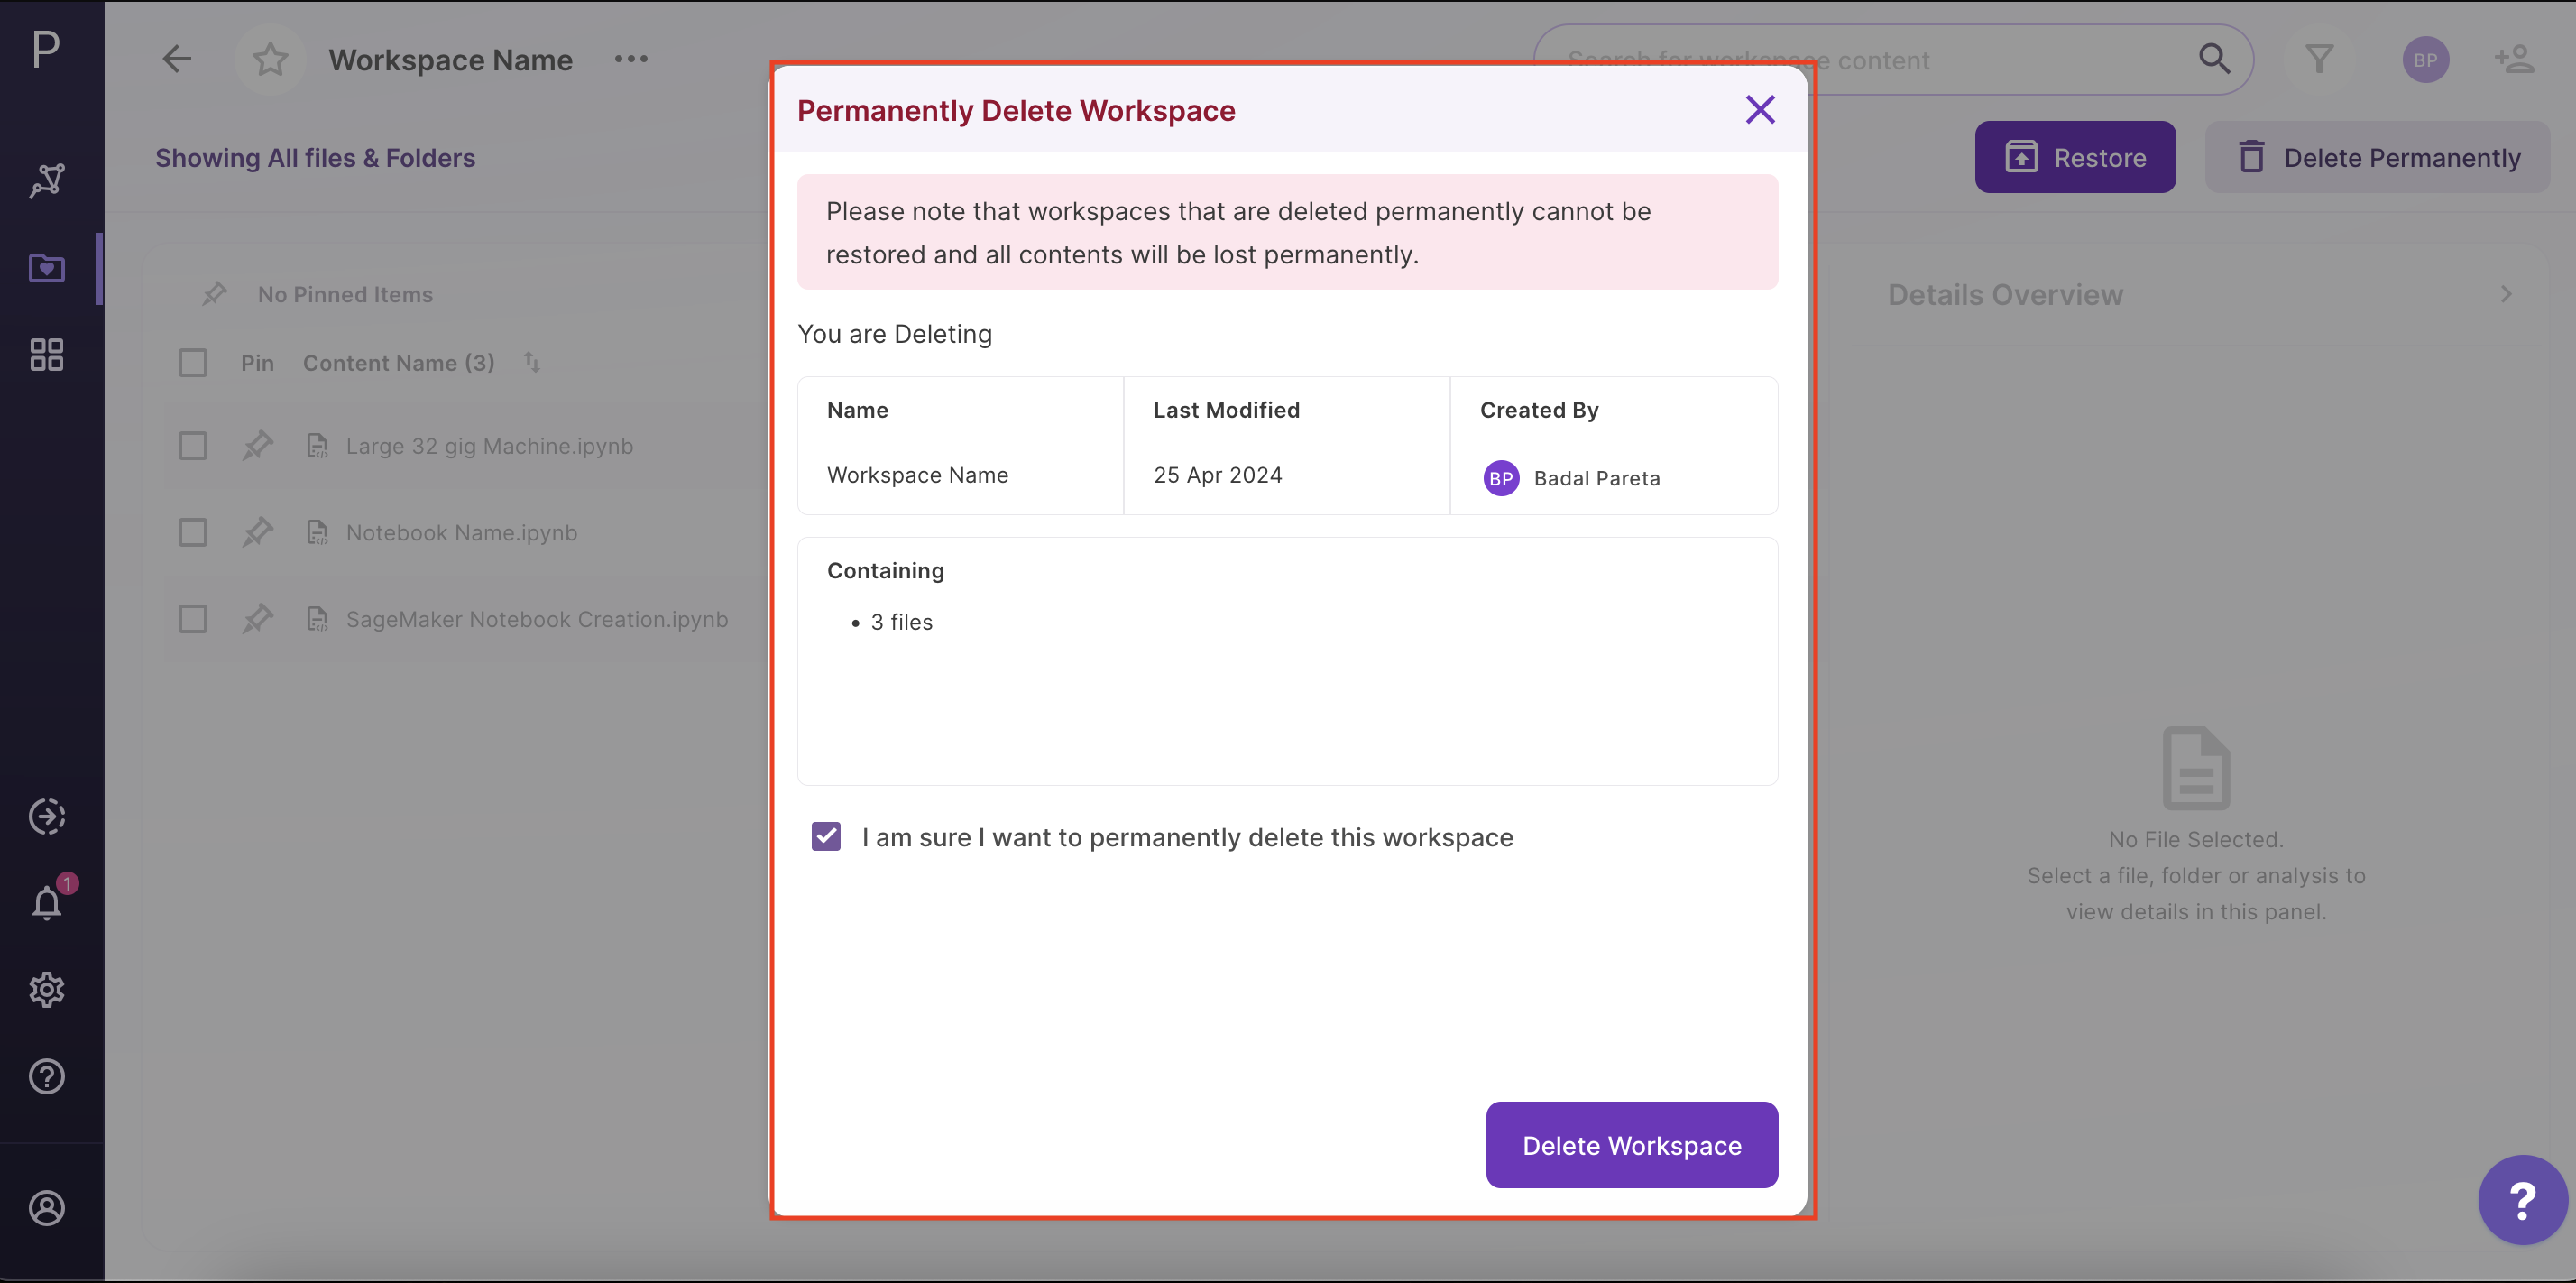 P
Workspace Name
Search for workspace content
BP
Showing All files & Folders
Restore
Delete Permanently
No Pinned Items
Pin Content Name (3)
Large 32 gig Machine.ipynb
Notebook Name.ipynb
SageMaker Notebook Creation.ipynb
1
Permanently Delete Workspace
Please note that workspaces that are deleted permanently cannot be
restored and all contents will be lost permanently.
You are Deleting
Name Last Modified Created By
Workspace Name 25 Apr 2024 BP Badal Pareta
Containing
• 3 files
I am sure I want to permanently delete this workspace
Delete Workspace
Details Overview
No File Selected.
Select a file, folder or analysis to
view details in this panel.
?